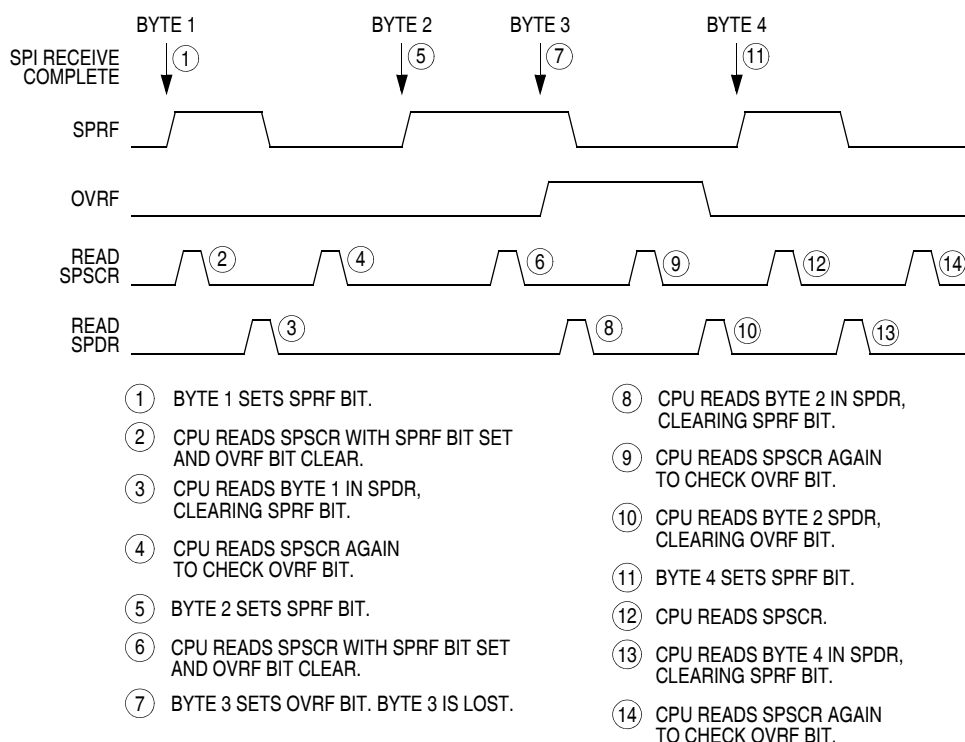 BYTE 1 BYTE 2 BYTE 3 BYTE 4
SPI RECEIVE
COMPLETE
1 5 7 11
SPRF
OVRF
READ
SPSCR
2 4 6 9 12 14
READ
SPDR
3 8 10 13
1 BYTE 1 SETS SPRF BIT.
2 CPU READS SPSCR WITH SPRF BIT SET
AND OVRF BIT CLEAR.
3 CPU READS BYTE 1 IN SPDR,
CLEARING SPRF BIT.
4 CPU READS SPSCR AGAIN
TO CHECK OVRF BIT.
5 BYTE 2 SETS SPRF BIT.
6 CPU READS SPSCR WITH SPRF BIT SET
AND OVRF BIT CLEAR.
7 BYTE 3 SETS OVRF BIT. BYTE 3 IS LOST.
8 CPU READS BYTE 2 IN SPDR,
CLEARING SPRF BIT.
9 CPU READS SPSCR AGAIN
TO CHECK OVRF BIT.
10 CPU READS BYTE 2 SPDR,
CLEARING OVRF BIT.
11 BYTE 4 SETS SPRF BIT.
12 CPU READS SPSCR.
13 CPU READS BYTE 4 IN SPDR,
CLEARING SPRF BIT.
14 CPU READS SPSCR AGAIN
TO CHECK OVRF BIT.